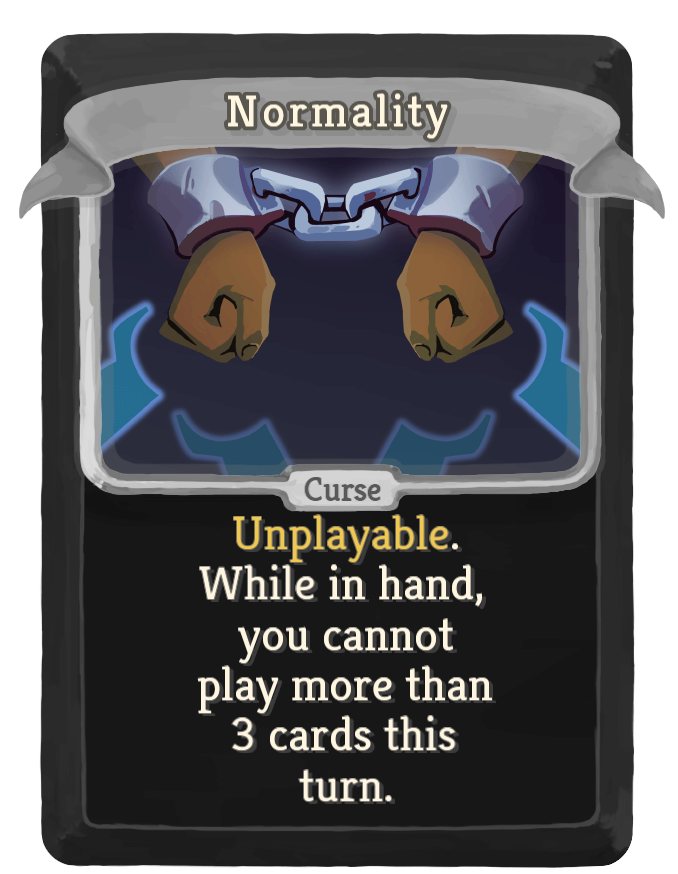 Normality
Curse
Unplayable.
While in hand,
you cannot
play more than
3 cards this
turn.